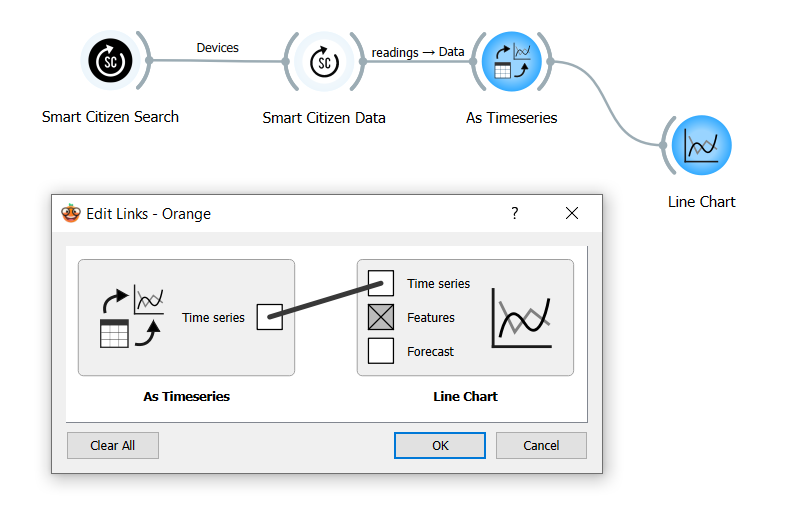 Devices
readings → Data
SC
SC
Smart Citizen Search
Smart Citizen Data
As Timeseries
Line Chart
Edit Links - Orange
?
Time series
Time series
Features
Forecast
As Timeseries
Line Chart
Clear All
OK
Cancel